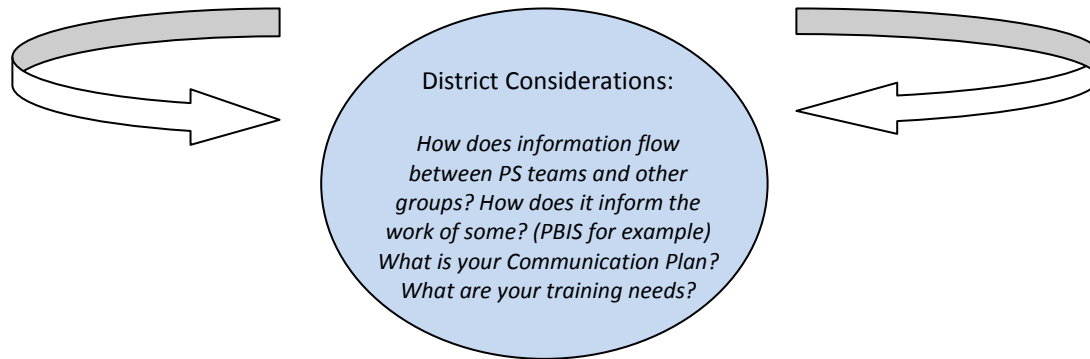 District Considerations:
How does information flow
between PS teams and other
groups? How does it inform the
work of some? (PBIS for example)
What is your Communication Plan?
What are your training needs?